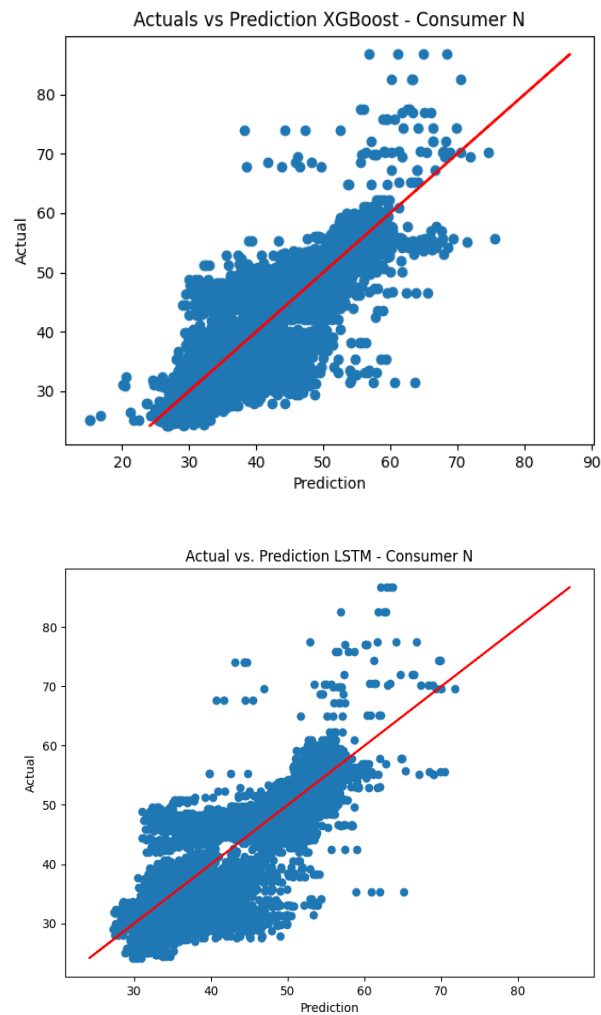 Actuals vs Prediction XGBoost - Consumer N
80
70
60
50
40
30
Actual
20 30 40 50 60 70 80 90
Prediction
Actual vs. Prediction LSTM - Consumer N
80
70
60
50
40
30
Actual
30 40 50 60 70 80
Prediction